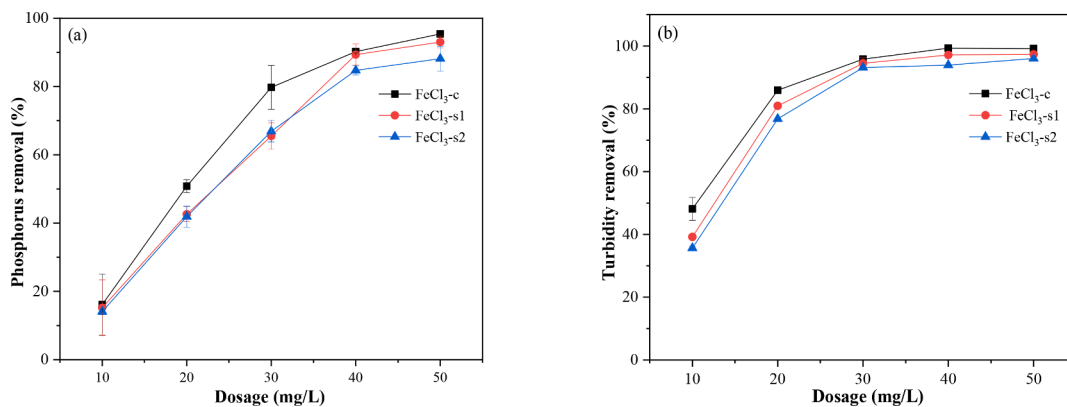 (a)
Phosphorus removal (%)
100
80
60
40
20
0
FeCl₃-c
FeCl₃-s1
FeCl₃-s2
10 20 30 40 50
Dosage (mg/L)
(b)
Turbidity removal (%)
100
80
60
40
20
0
FeCl₃-c
FeCl₃-s1
FeCl₃-s2
10 20 30 40 50
Dosage (mg/L)